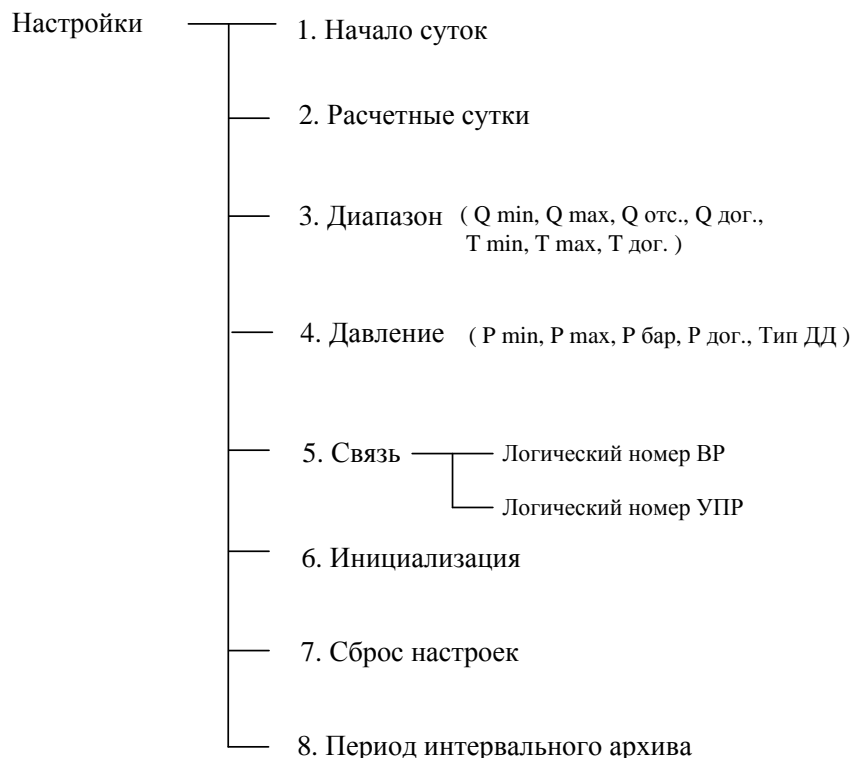 Настройки
1. Начало суток
2. Расчетные сутки
3. Диапазон ( Q min, Q max, Q отс., Q дог.,
T min, T max, T дог. )
4. Давление ( P min, P max, P бар, P дог., Тип ДД )
5. Связь
Логический номер ВР
Логический номер УПР
6. Инициализация
7. Сброс настроек
8. Период интервального архива